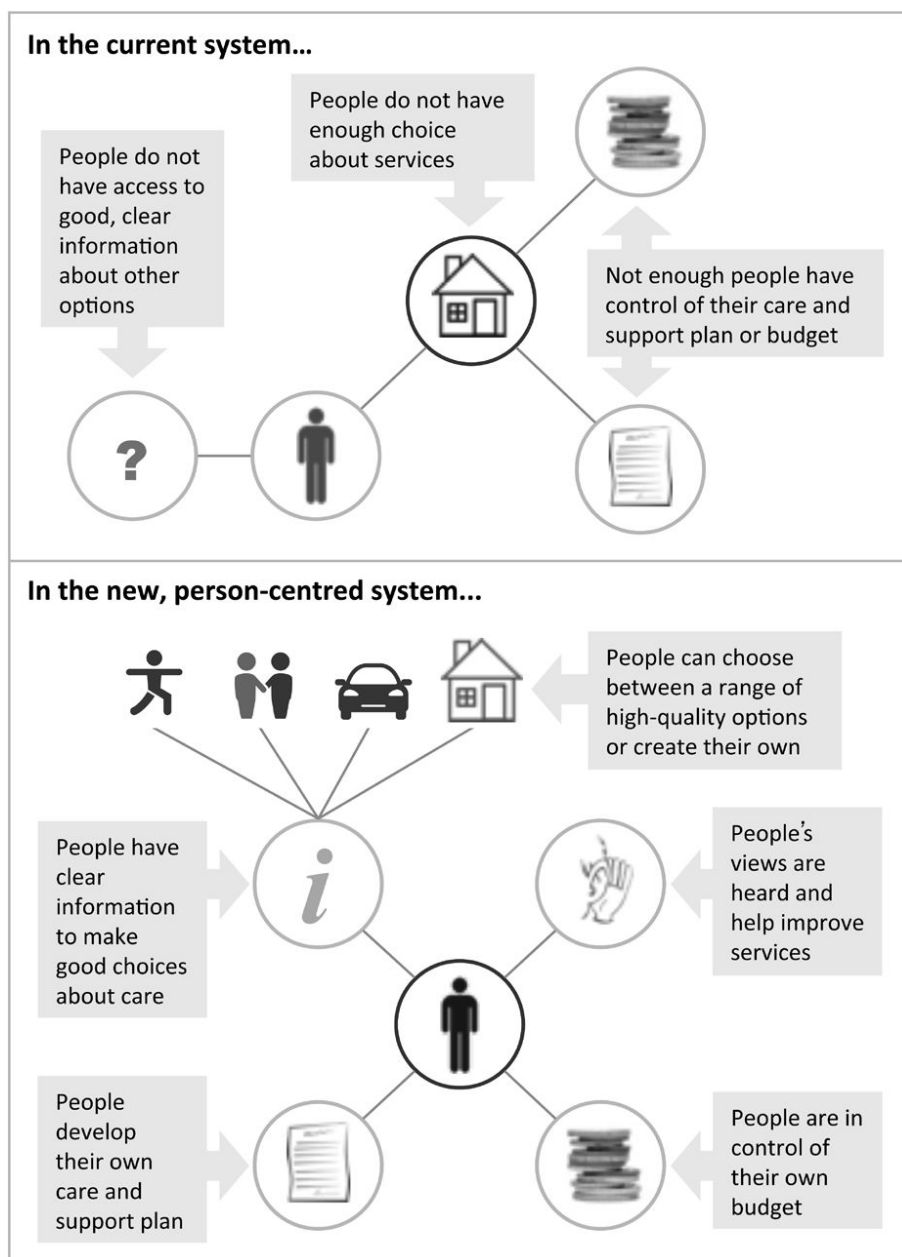 In the current system...
People do not have
enough choice
about services
People do not
have access to
good, clear
information
about other
options
Not enough people have
control of their care and
support plan or budget
?
In the new, person-centred system...
People can choose
between a range of
high-quality options
or create their own
People have
clear
information
to make
good choices
about care
i
People's
views are
heard and
help improve
services
People
develop
their own
care and
support plan
People are in
control of
their own
budget